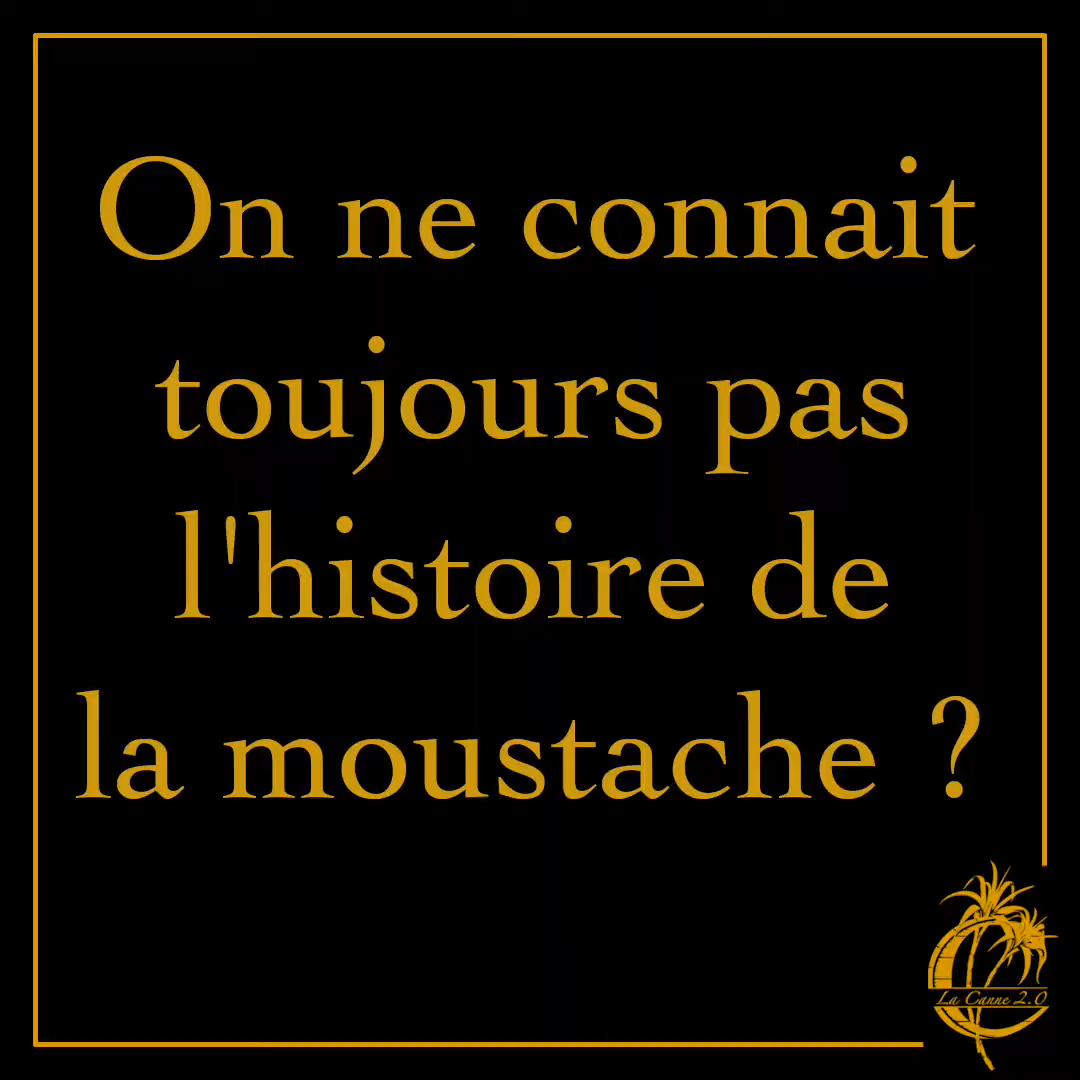 On ne connait
toujours pas
l'histoire de
la moustache ?
La Canne 2.0